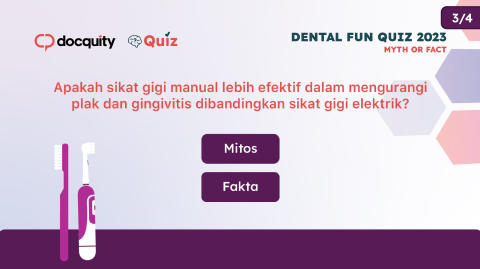 3/4
docquity Quiz
DENTAL FUN QUIZ 2023
MYTH OR FACT
Apakah sikat gigi manual lebih efektif dalam mengurangi
plak dan gingivitis dibandingkan sikat gigi elektrik?
Mitos
Fakta